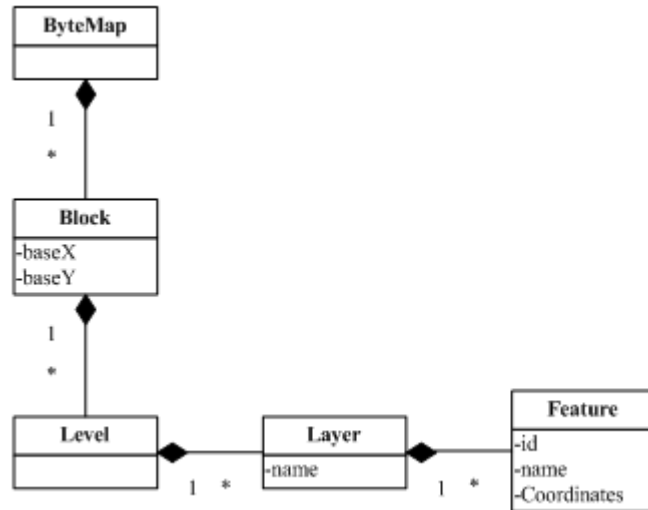 ByteMap
1
*
Block
-baseX
-baseY
1
*
Level
1 *
Layer
-name
1 *
Feature
-id
-name
-Coordinates